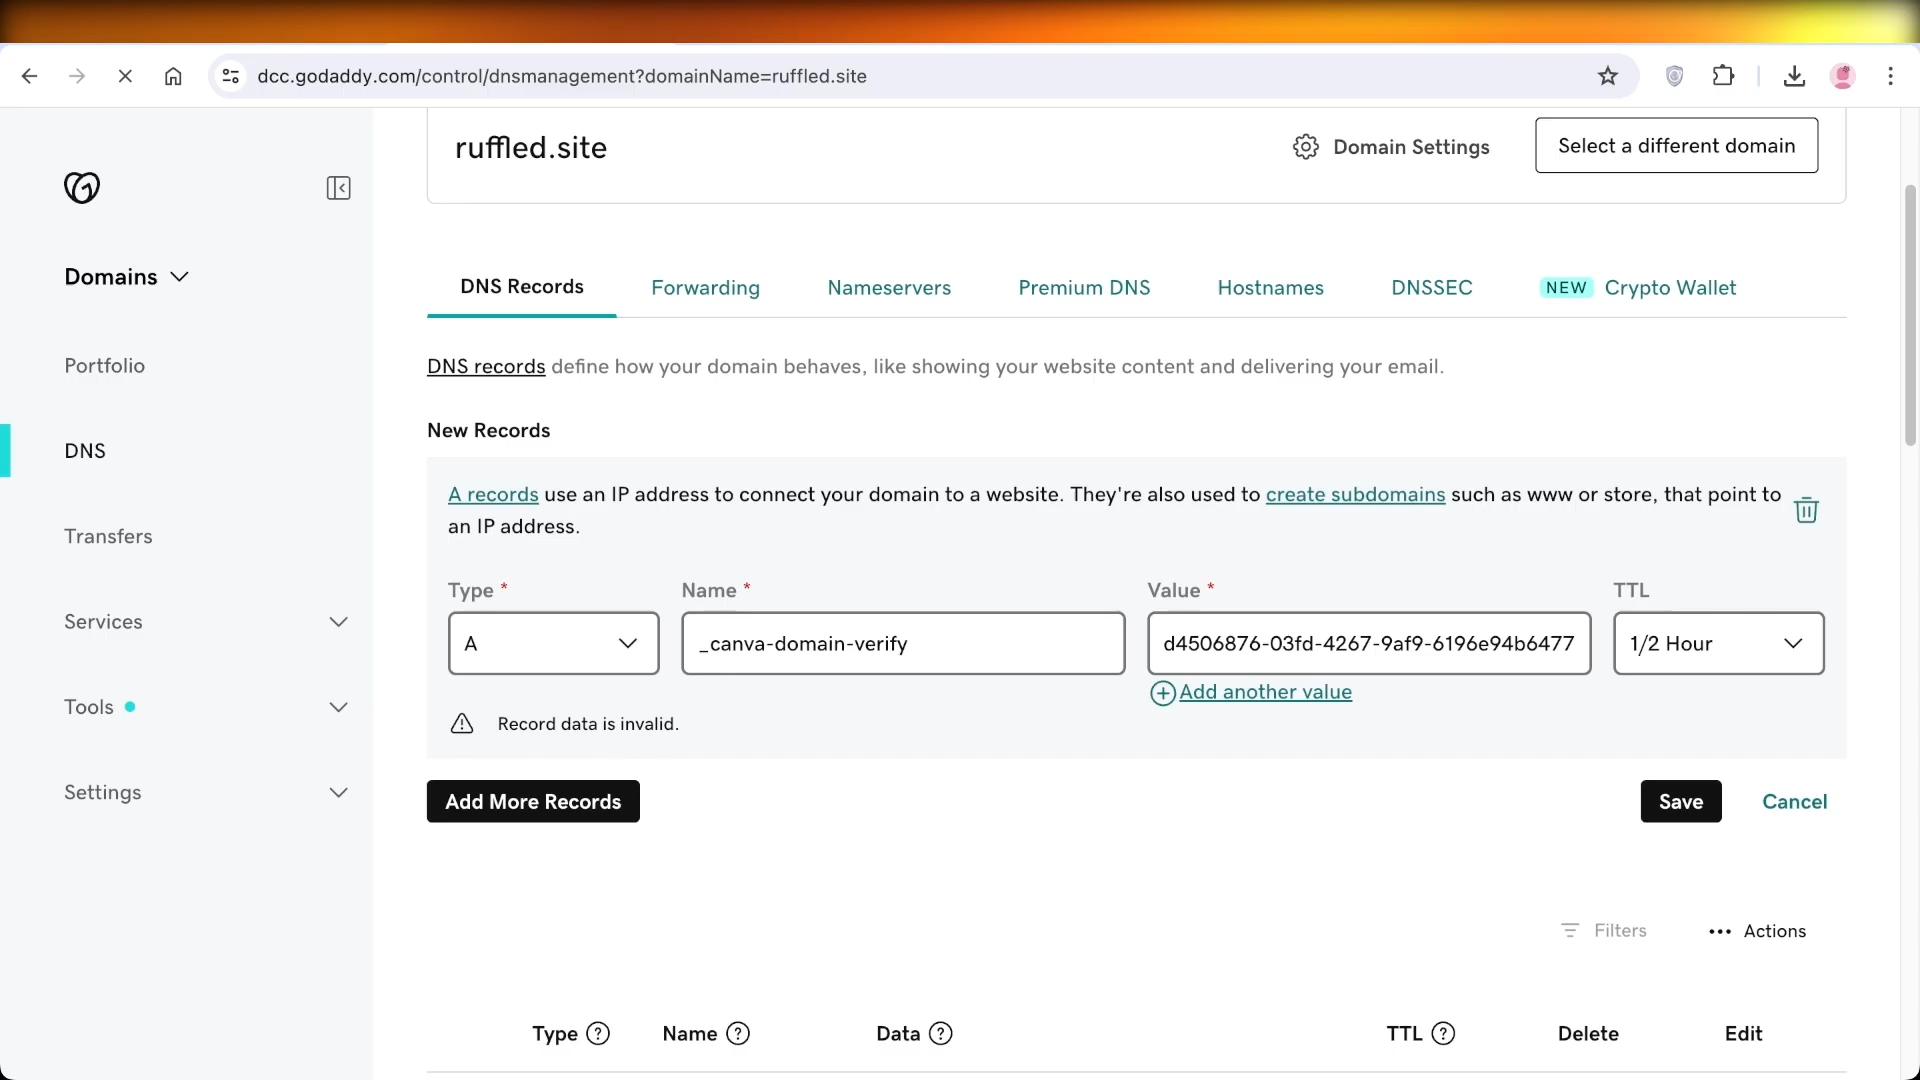 dcc.godaddy.com/control/dnsmanagement?domainName=ruffled.site
ruffled.site
Domain Settings
Select a different domain
Domains
Portfolio
DNS
Transfers
Services
Tools
Settings
DNS Records
Forwarding
Nameservers
Premium DNS
Hostnames
DNSSEC
NEW Crypto Wallet
DNS records define how your domain behaves, like showing your website content and delivering your email.
New Records
A records use an IP address to connect your domain to a website. They're also used to create subdomains such as www or store, that point to
an IP address.
Type *
Name *
Value *
TTL
A
_canva-domain-verify
d4506876-03fd-4267-9af9-6196e94b6477
1/2 Hour
Add another value
Record data is invalid.
Add More Records
Save
Cancel
Filters
Actions
Type
Name
Data
TTL
Delete
Edit